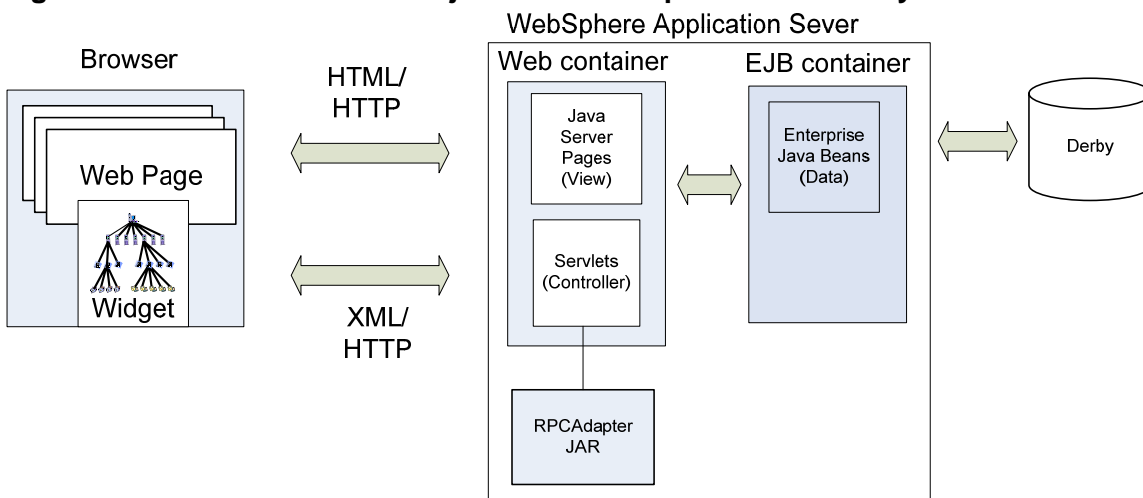 WebSphere Application Sever
Browser
Web Page
Widget
HTML/
HTTP
XML/
HTTP
Web container
Java
Server
Pages
(View)
Servlets
(Controller)
RPCAdapter
JAR
EJB container
Enterprise
Java Beans
(Data)
Derby